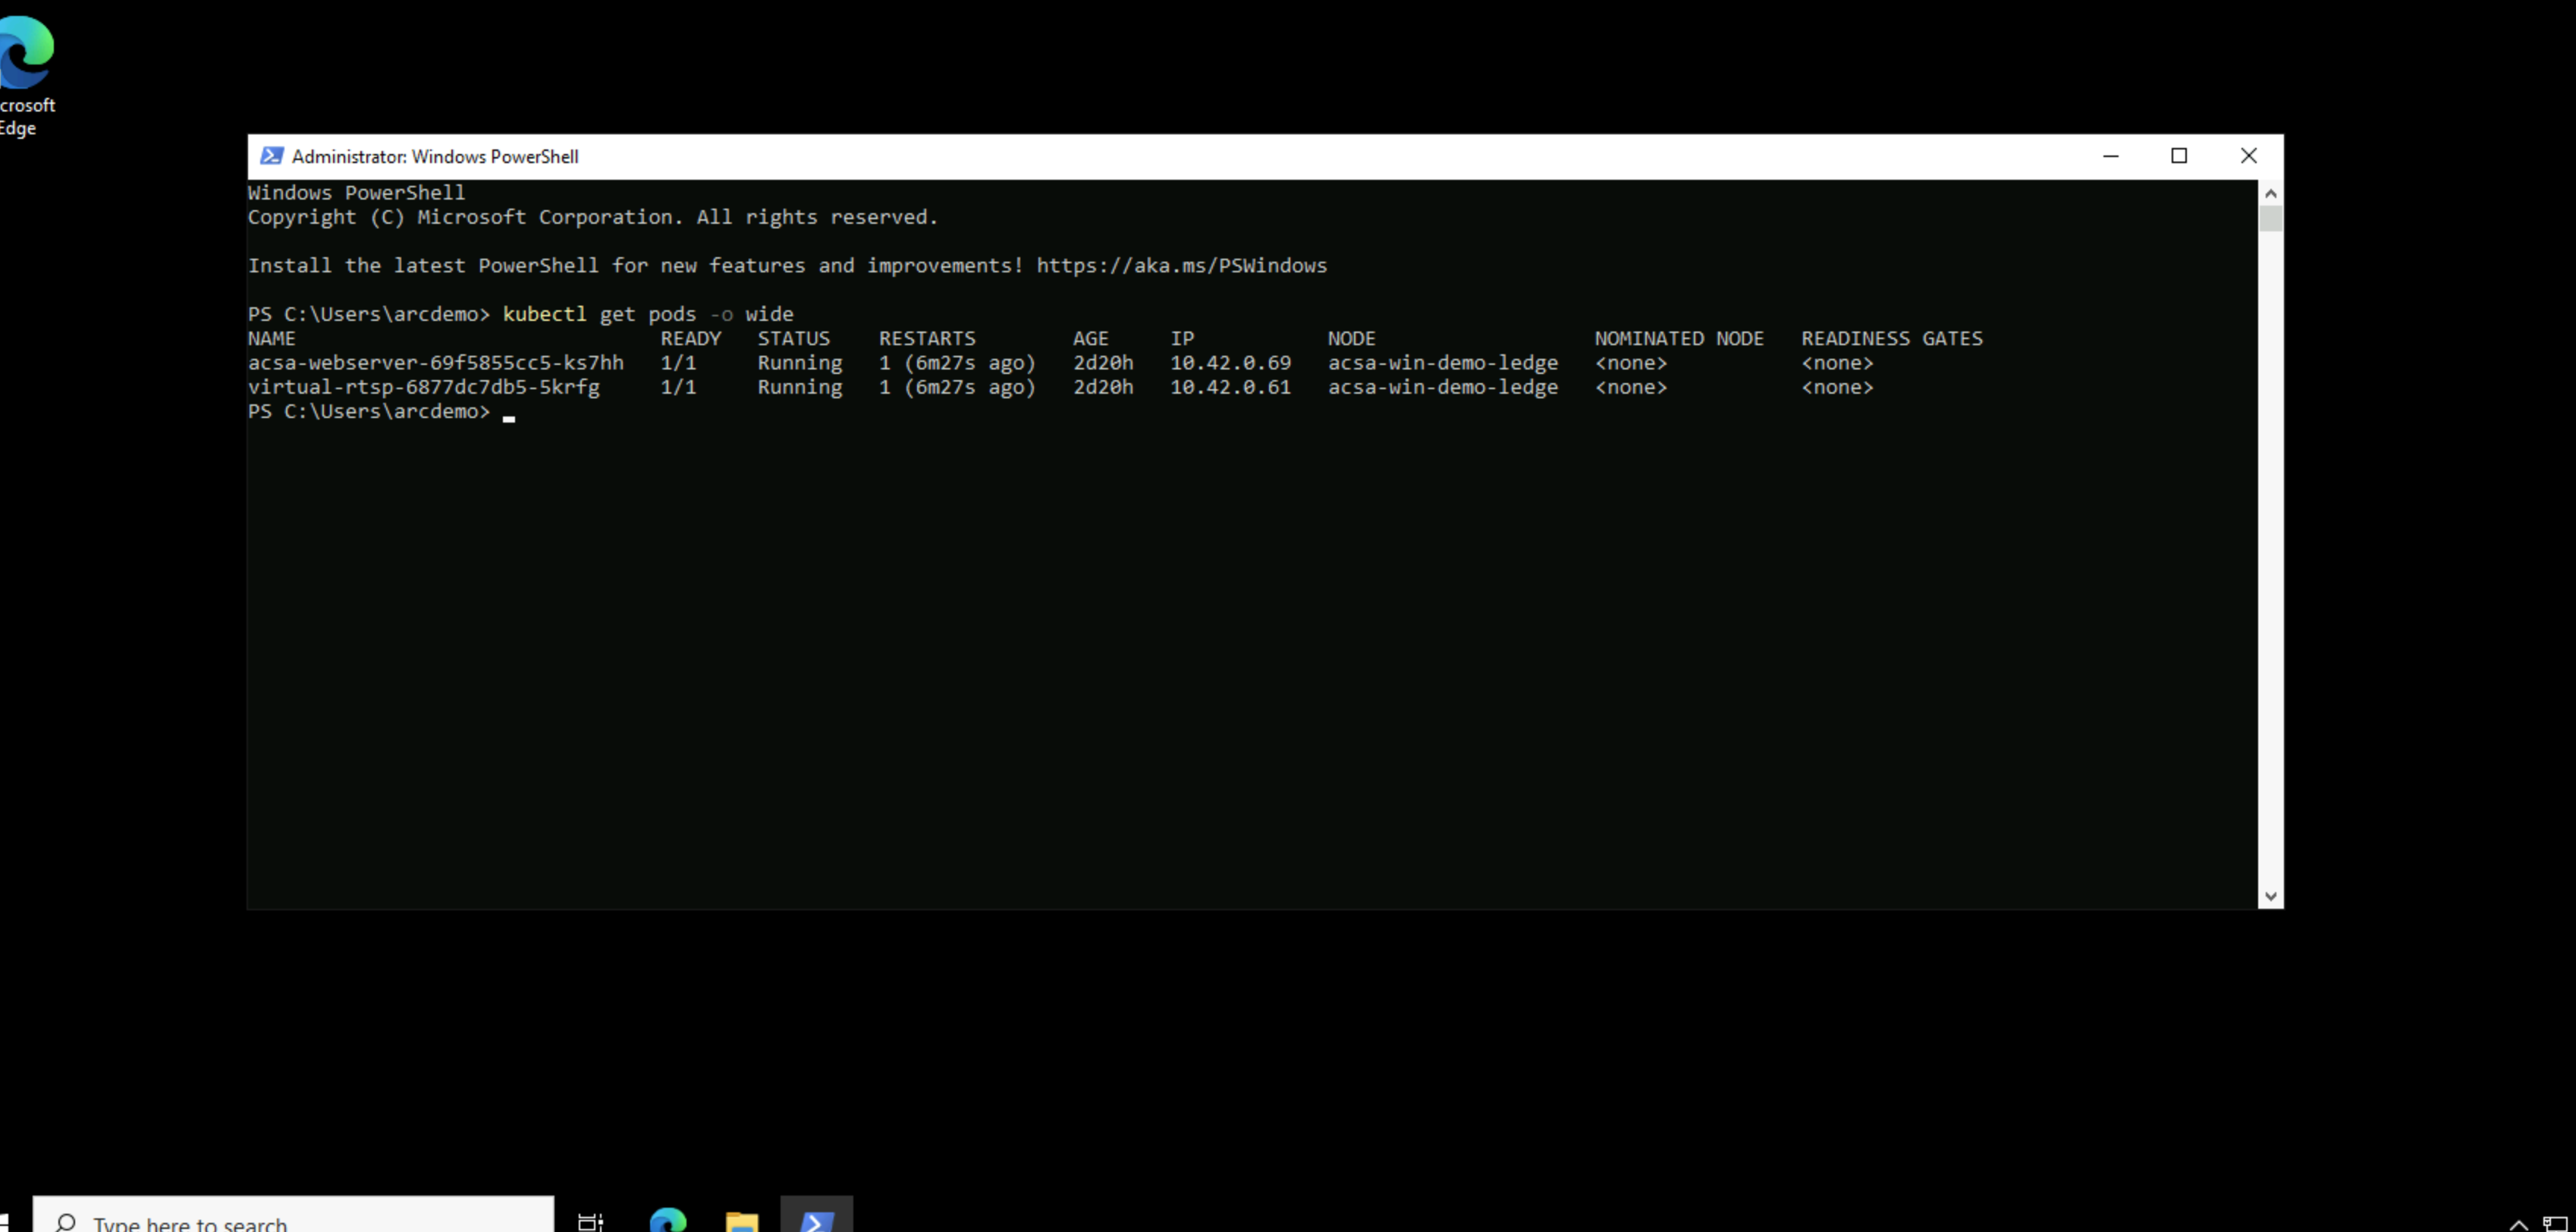 crosoft
Edge
Administrator: Windows PowerShell
Windows PowerShell
Copyright (C) Microsoft Corporation. All rights reserved.
Install the latest PowerShell for new features and improvements! https://aka.ms/PSWindows
PS C:\Users\arcdemo> kubectl get pods -o wide
NAME                              READY   STATUS    RESTARTS        AGE     IP           NODE                  NOMINATED NODE   READINESS GATES
acsa-webserver-69f5855cc5-ks7hh   1/1     Running   1 (6m27s ago)   2d20h   10.42.0.69   acsa-win-demo-ledge   <none>           <none>
virtual-rtsp-6877dc7db5-5krfg     1/1     Running   1 (6m27s ago)   2d20h   10.42.0.61   acsa-win-demo-ledge   <none>           <none>
PS C:\Users\arcdemo>
Type here to search